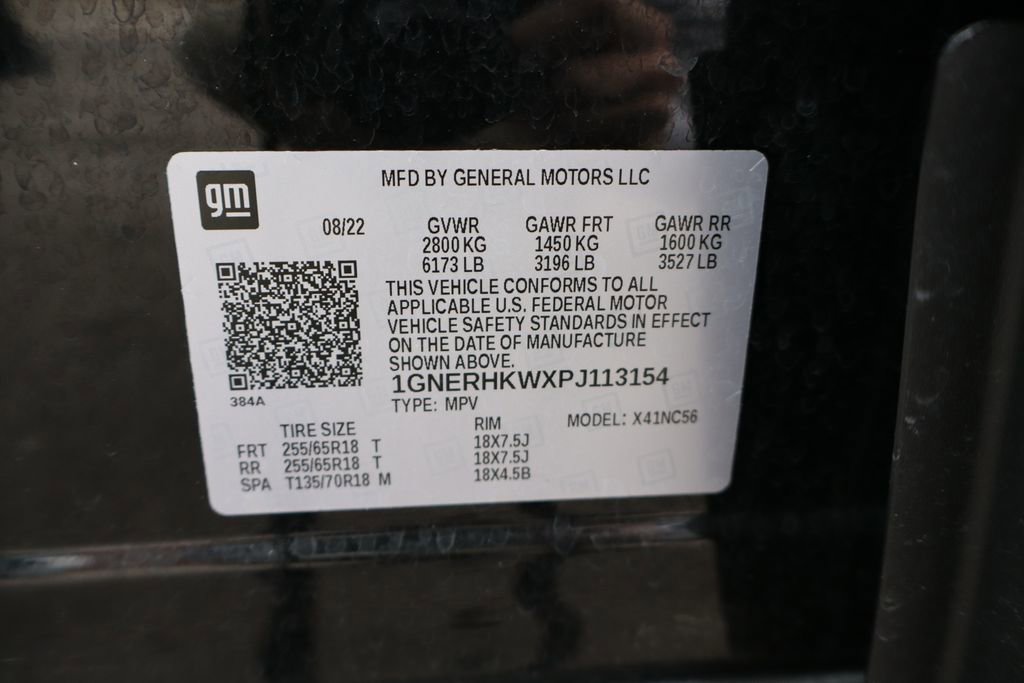 gm
MFD BY GENERAL MOTORS LLC
08/22 GVWR GAWR FRT GAWR RR
2800 KG 1450 KG 1600 KG
6173 LB 3196 LB 3527 LB
THIS VEHICLE CONFORMS TO ALL
APPLICABLE U.S. FEDERAL MOTOR
VEHICLE SAFETY STANDARDS IN EFFECT
ON THE DATE OF MANUFACTURE
SHOWN ABOVE.
1GNERHKWXPJ113154
384A
TYPE: MPV
MODEL: X41NC56
TIRE SIZE RIM
FRT 255/65R18 T 18X7.5J
RR 255/65R18 T 18X7.5J
SPA T135/70R18 M 18X4.5B